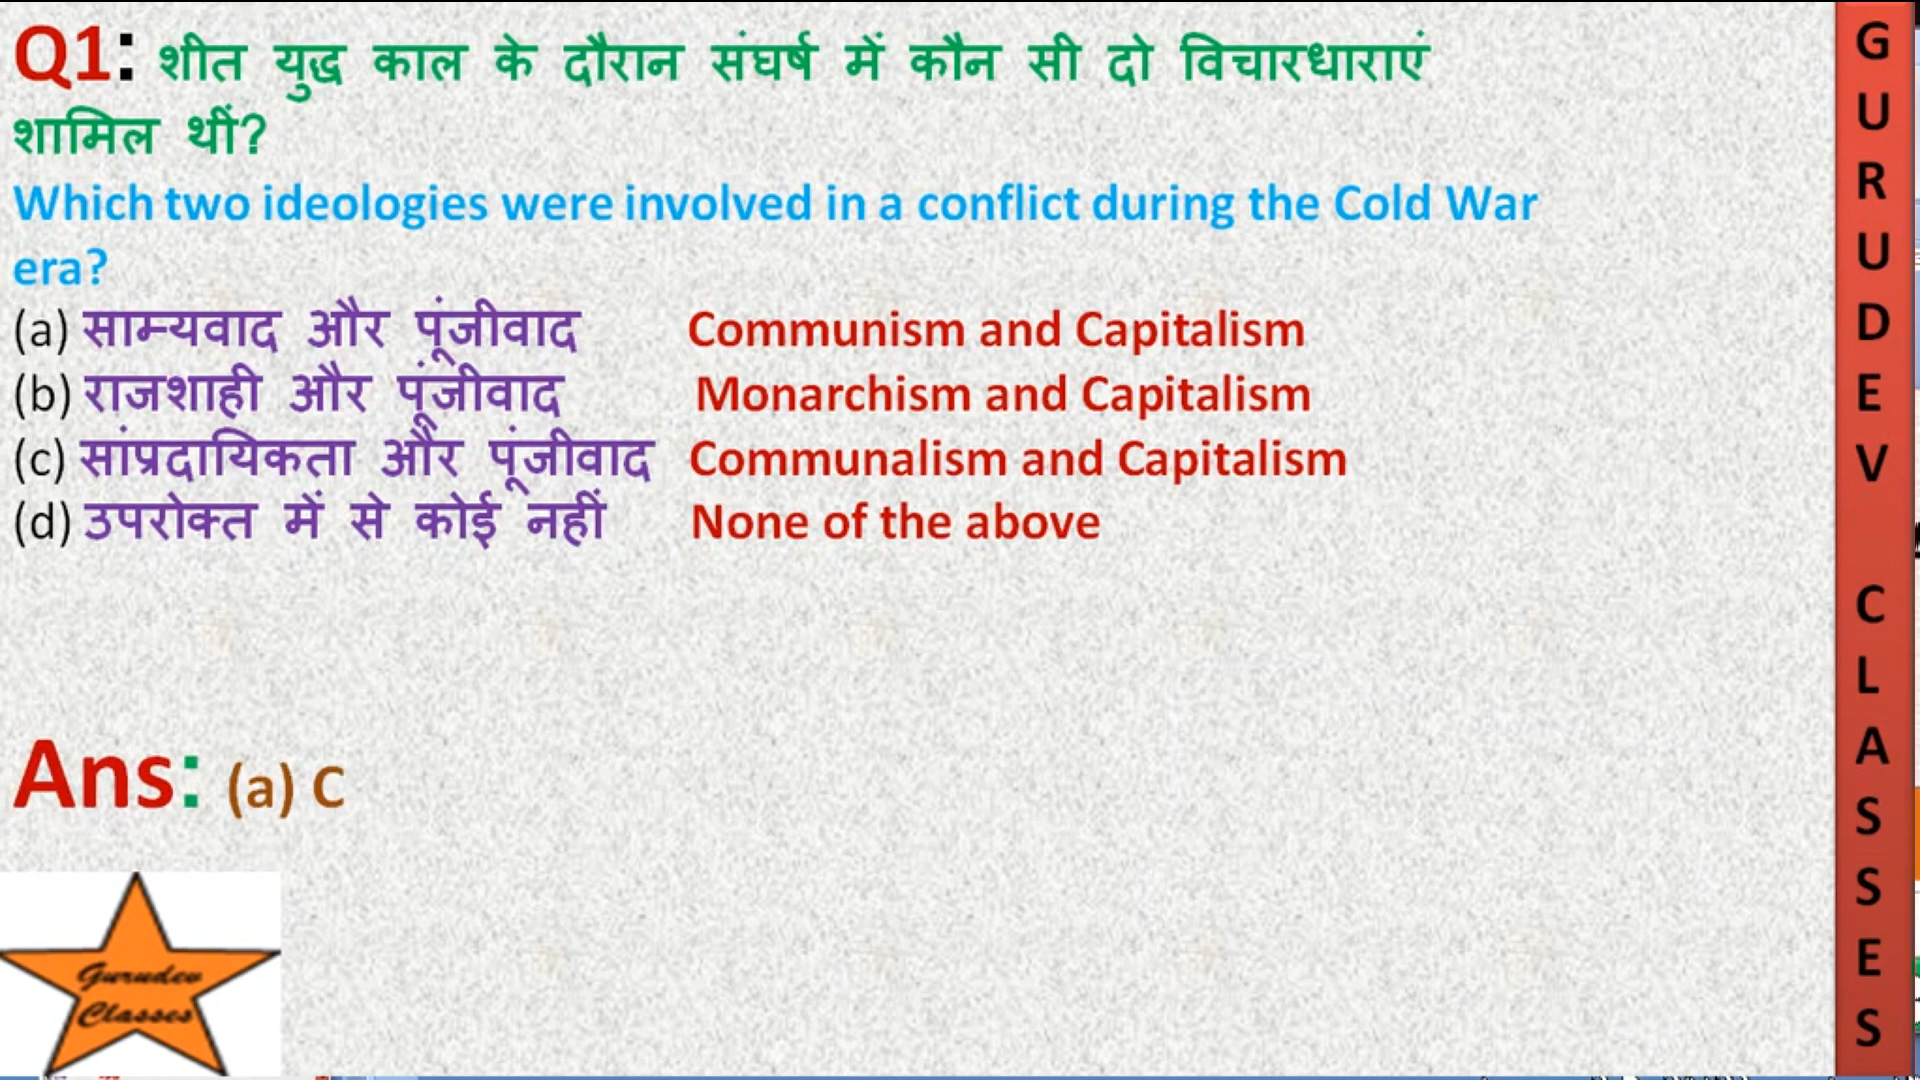 Q1: शीत युद्ध काल के दौरान संघर्ष में कौन सी दो विचारधाराएं
शामिल थीं?
Which two ideologies were involved in a conflict during the Cold War
era?
(a) साम्यवाद और पूंजीवाद Communism and Capitalism
(b) राजशाही और पूंजीवाद Monarchism and Capitalism
(c) सांप्रदायिकता और पूंजीवाद Communalism and Capitalism
(d) उपरोक्त में से कोई नहीं None of the above
Ans: (a) C
Gurudev
Classes
GURUDEV CLASSES